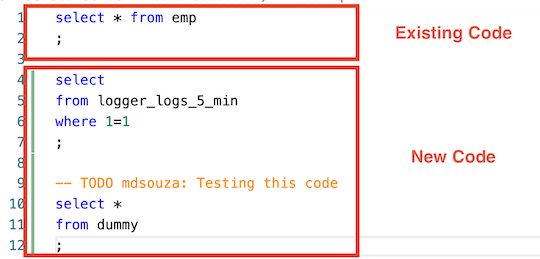 1 select * from emp
2 ;
3
Existing Code
4 select
5 from logger_logs_5_min
6 where 1=1
7 ;
8
9 -- TODO mdsouza: Testing this code
10 select *
11 from dummy
12 ;
New Code